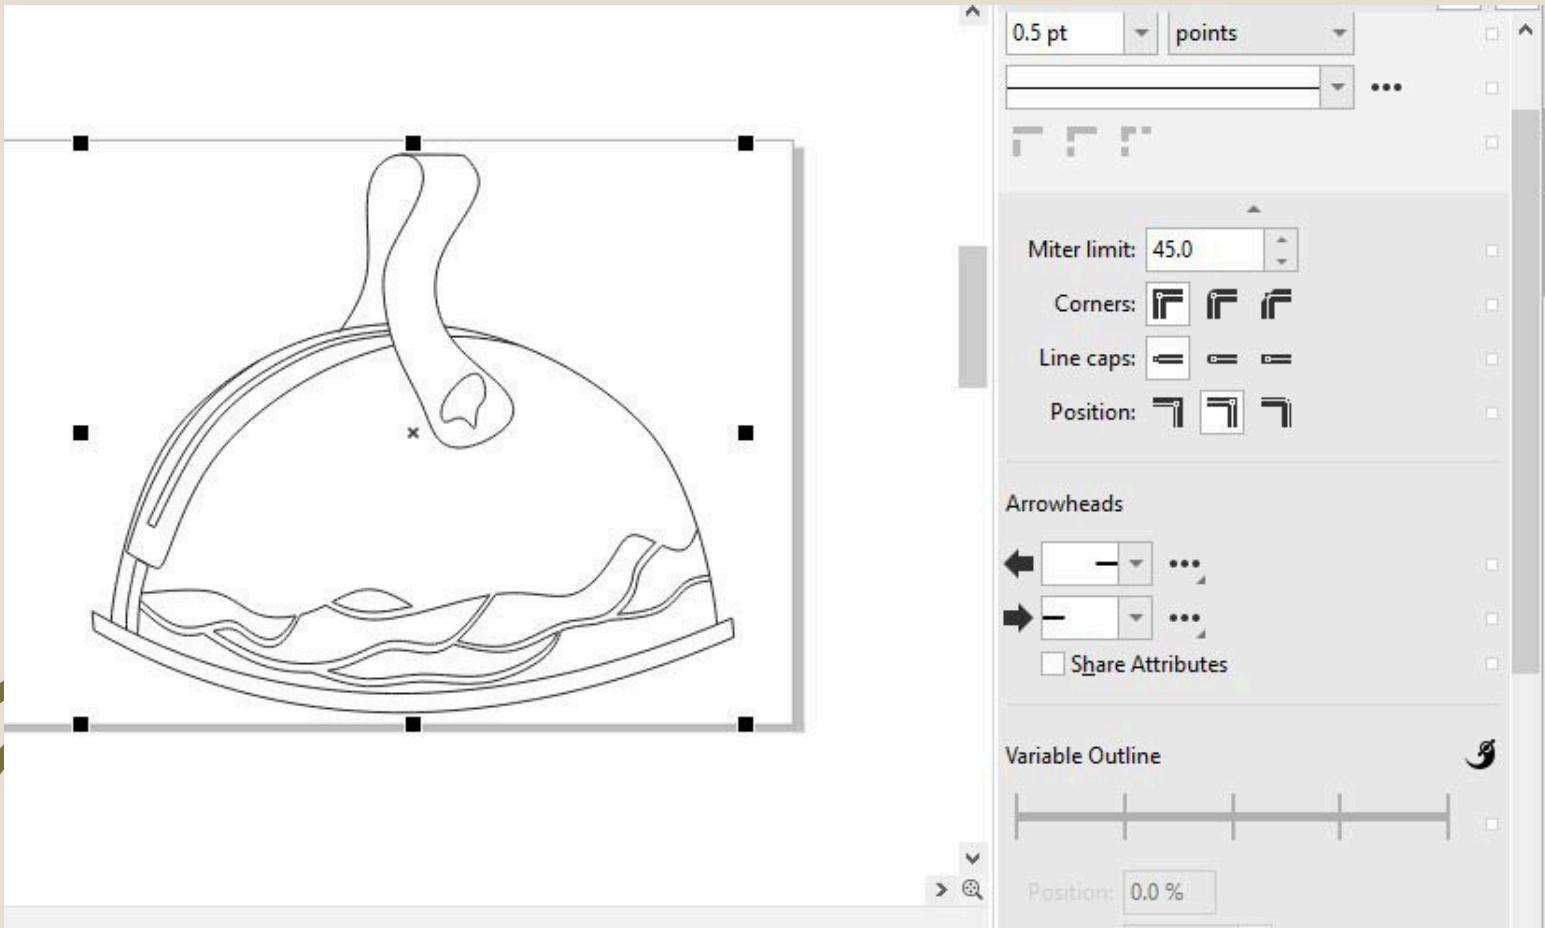 0.5 pt points
Miter limit: 45.0
Corners:
Line caps:
Position:
Arrowheads
Share Attributes
Variable Outline
Position: 0.0 %